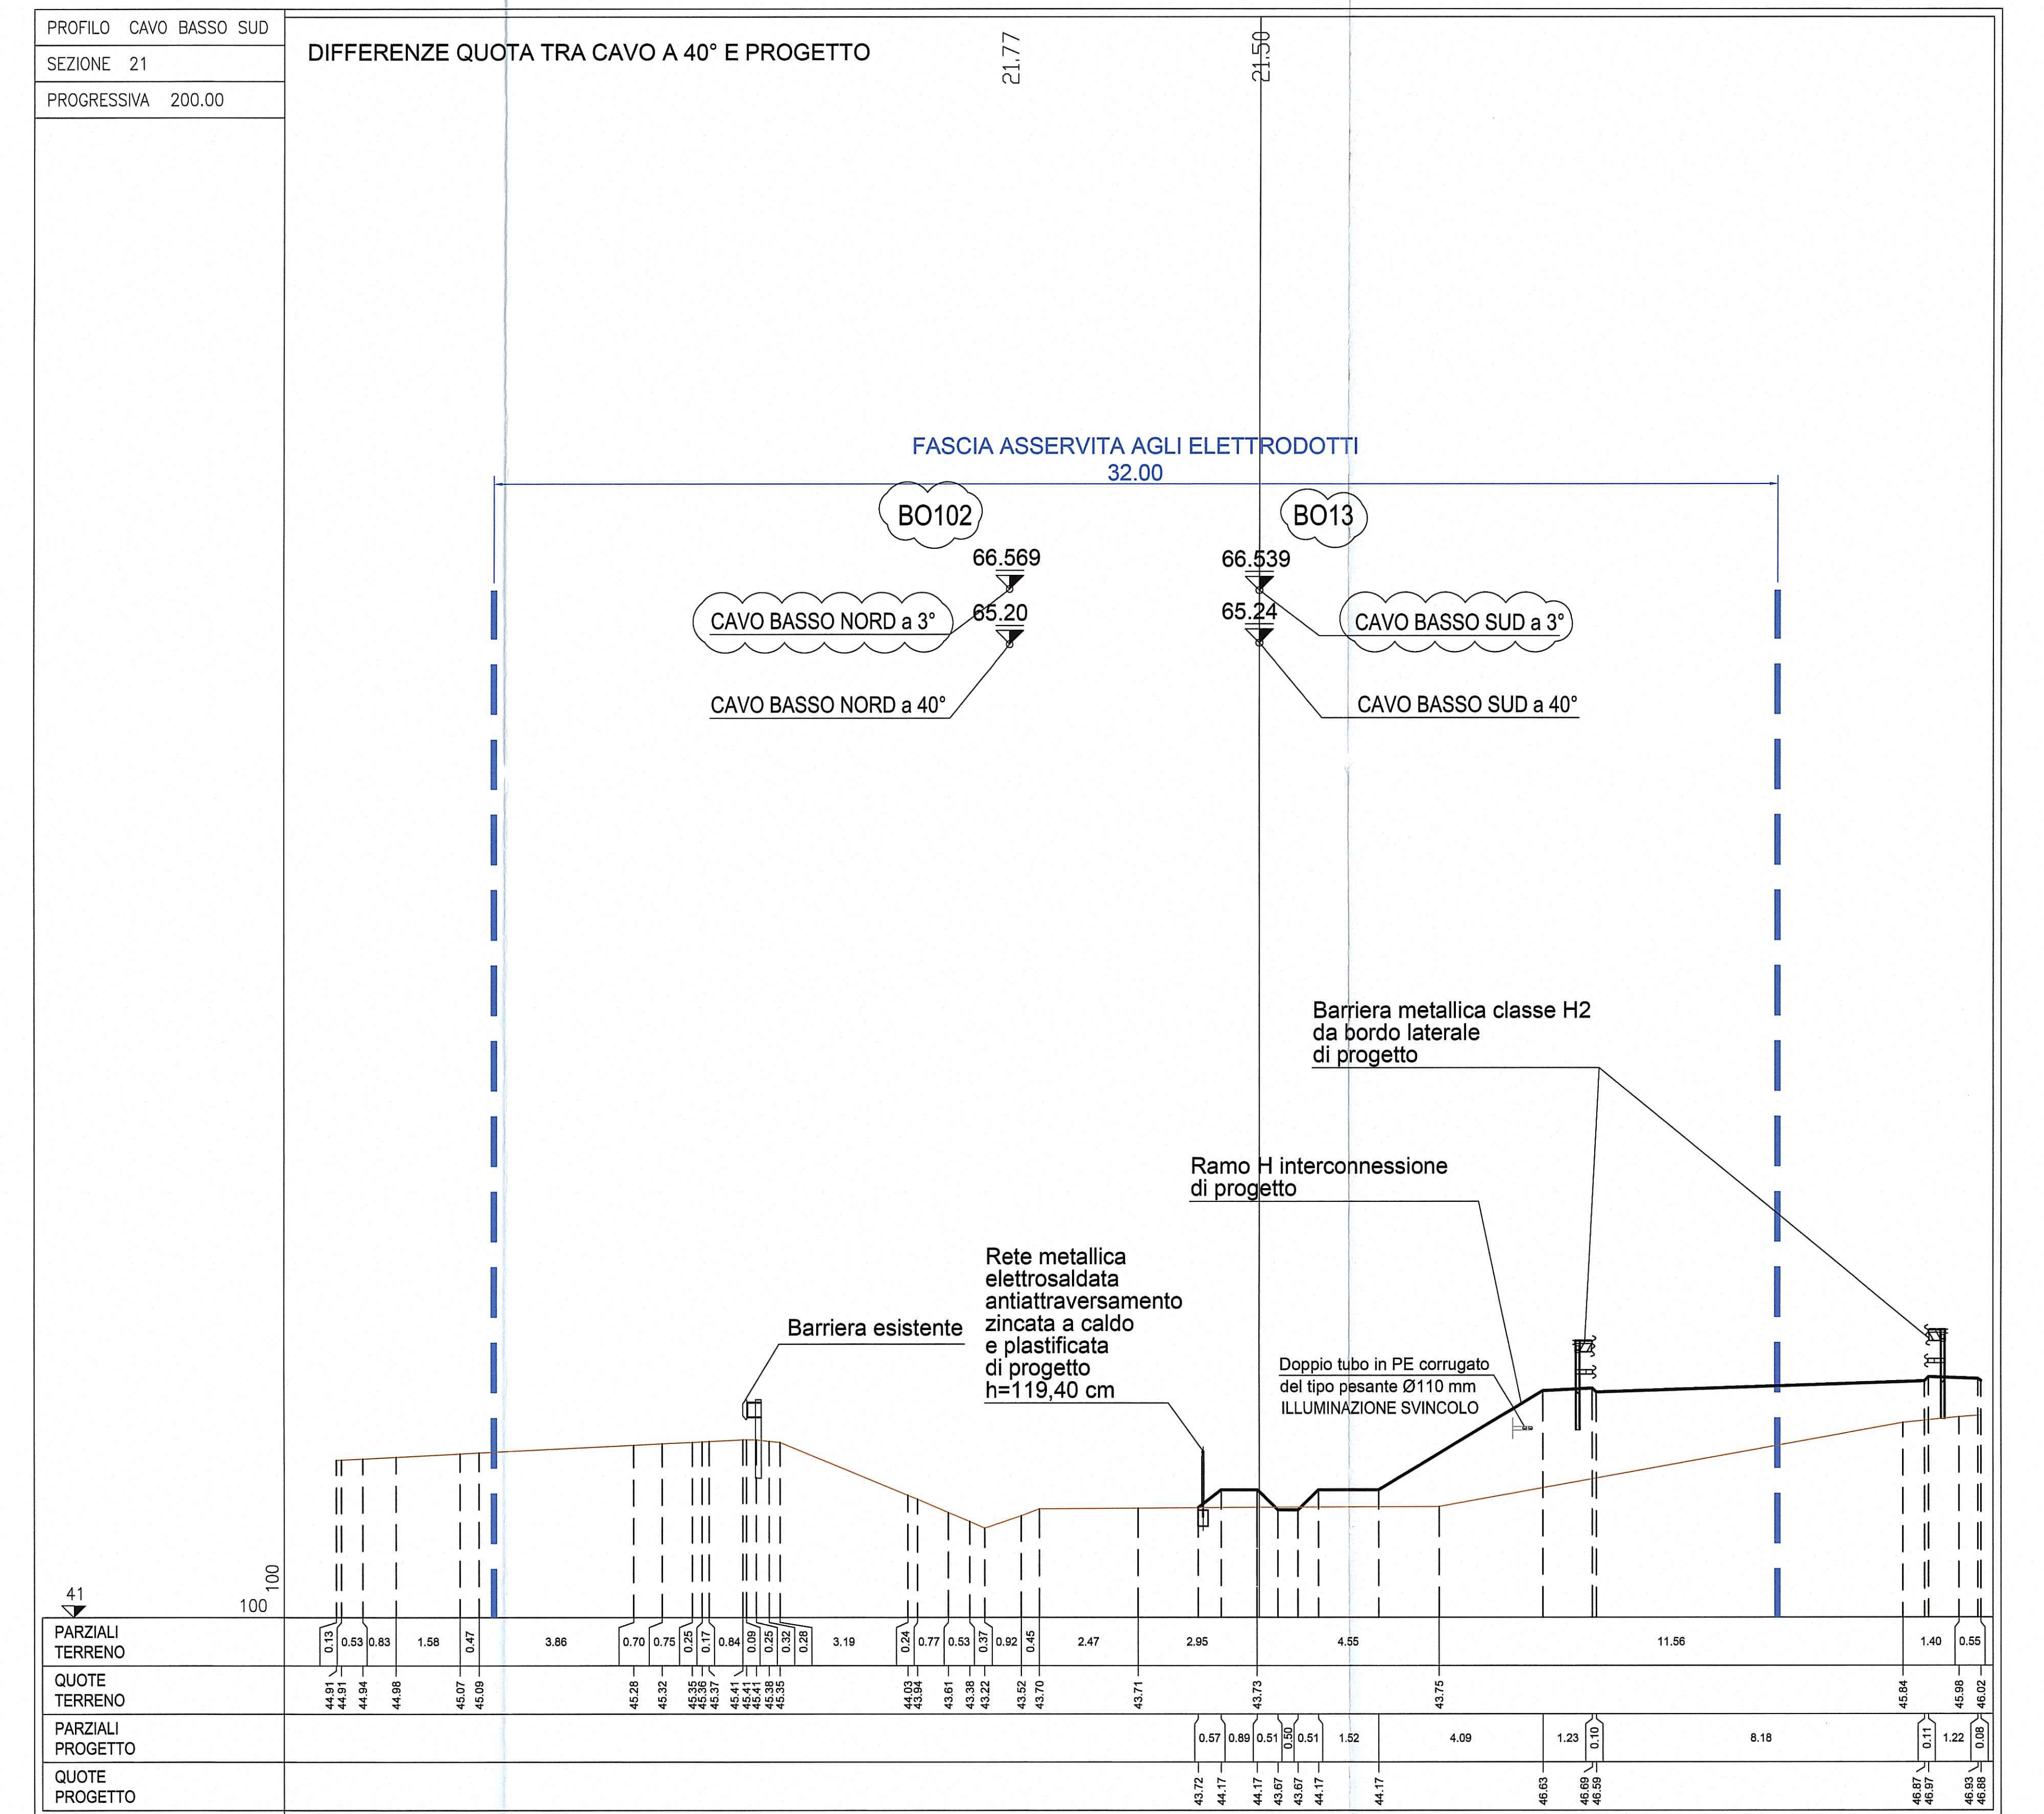 PROFILO CAVO BASSO SUD
SEZIONE 21
PROGRESSIVA 200.00
DIFFERENZE QUOTA TRA CAVO A 40° E PROGETTO
21.77
21.50
FASCIA ASSERVITA AGLI ELETTRODOTTI
32.00
BO102
BO13
66.569
66.539
CAVO BASSO NORD a 3°
65.20
65.24
CAVO BASSO SUD a 3°
CAVO BASSO NORD a 40°
CAVO BASSO SUD a 40°
Barriera metallica classe H2
da bordo laterale
di progetto
Ramo H interconnessione
di progetto
Rete metallica
elettrosaldata
antiattraversamento
zincata a caldo
e plastificata
di progetto
h=119,40 cm
Barriera esistente
Doppio tubo in PE corrugato
del tipo pesante Ø110 mm
ILLUMINAZIONE SVINCOLO
41
100
100
PARZIALI
TERRENO
0.13 0.53 0.83 1.58 0.47 3.86 0.70 0.75 0.25 0.17 0.84 0.09 0.25 0.32 0.28 3.19 0.24 0.77 0.53 0.37 0.92 0.45 2.47 2.95 4.55 11.56 1.40 0.55
QUOTE
TERRENO
44.91 44.91 44.94 44.98 45.07 45.09 45.28 45.32 45.35 45.36 45.37 45.41 45.41 45.41 45.38 45.35 44.03 43.94 43.61 43.38 43.22 43.52 43.70 43.71 43.73 43.75 45.84 45.98 46.02
PARZIALI
PROGETTO
0.57 0.89 0.51 0.50 0.51 1.52 4.09 1.23 0.10 8.18 0.11 1.22 0.08
QUOTE
PROGETTO
43.72 44.17 44.17 43.67 43.67 44.17 44.17 46.63 46.69 46.59 46.87 46.97 46.93 46.88